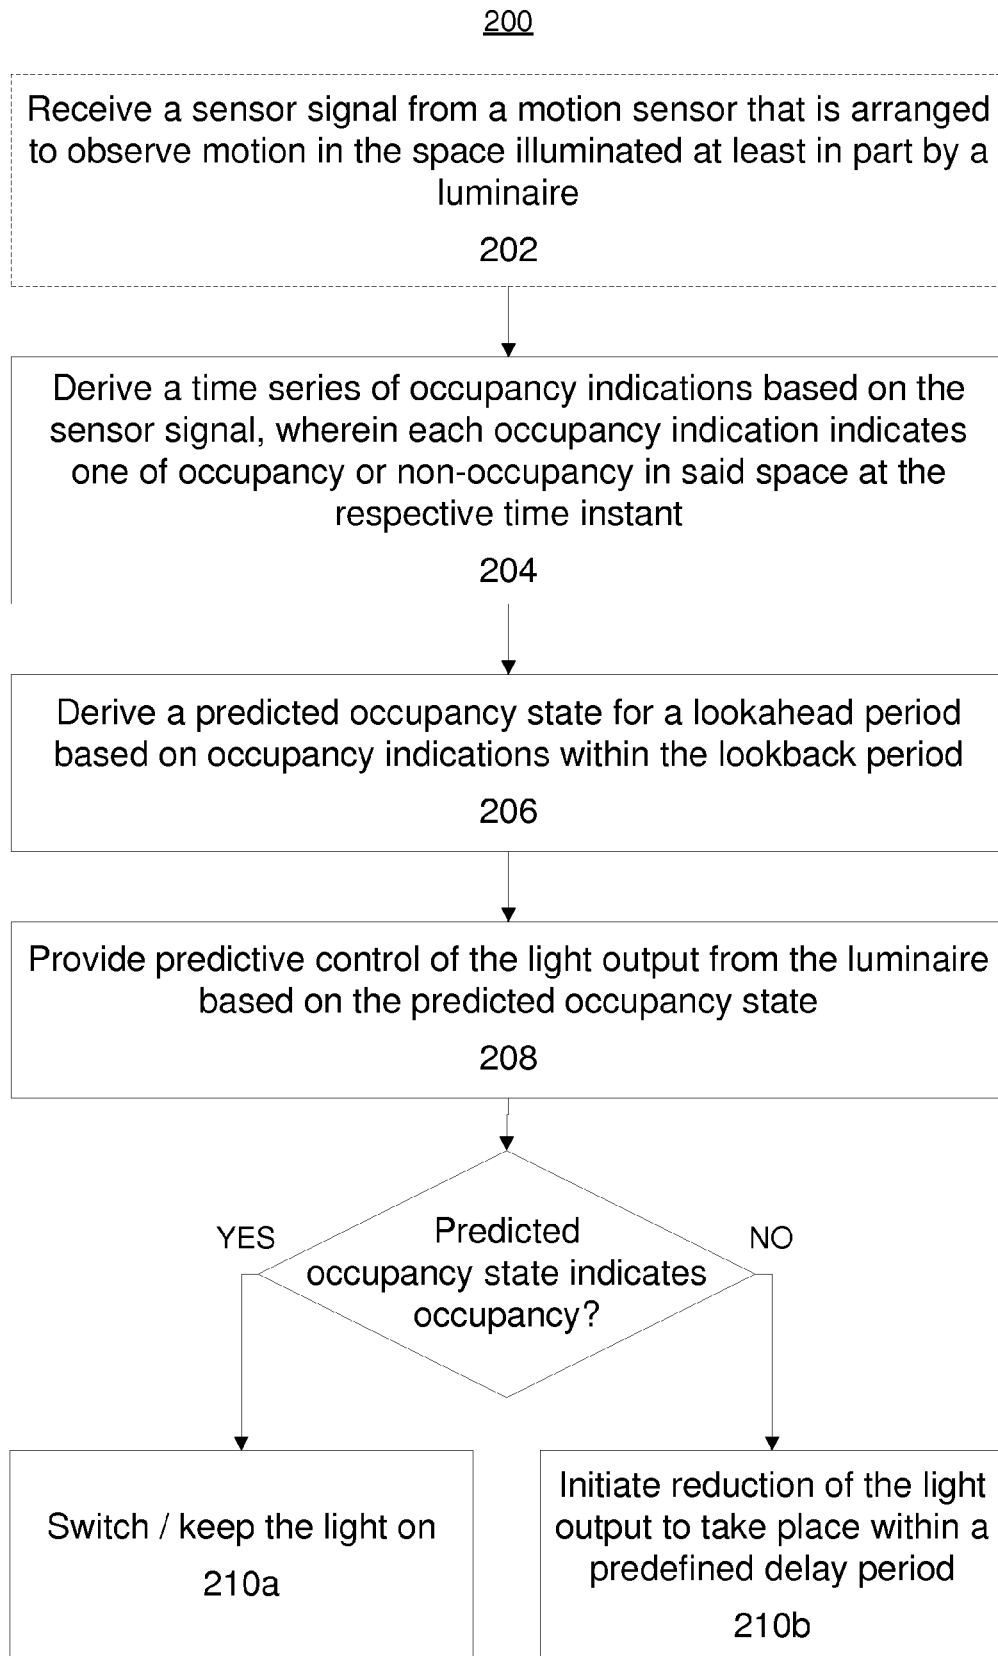 200
Receive a sensor signal from a motion sensor that is arranged
to observe motion in the space illuminated at least in part by a
luminaire
202
Derive a time series of occupancy indications based on the
sensor signal, wherein each occupancy indication indicates
one of occupancy or non-occupancy in said space at the
respective time instant
204
Derive a predicted occupancy state for a lookahead period
based on occupancy indications within the lookback period
206
Provide predictive control of the light output from the luminaire
based on the predicted occupancy state
208
YES
Predicted
occupancy state indicates
occupancy?
NO
Switch / keep the light on
210a
Initiate reduction of the light
output to take place within a
predefined delay period
210b